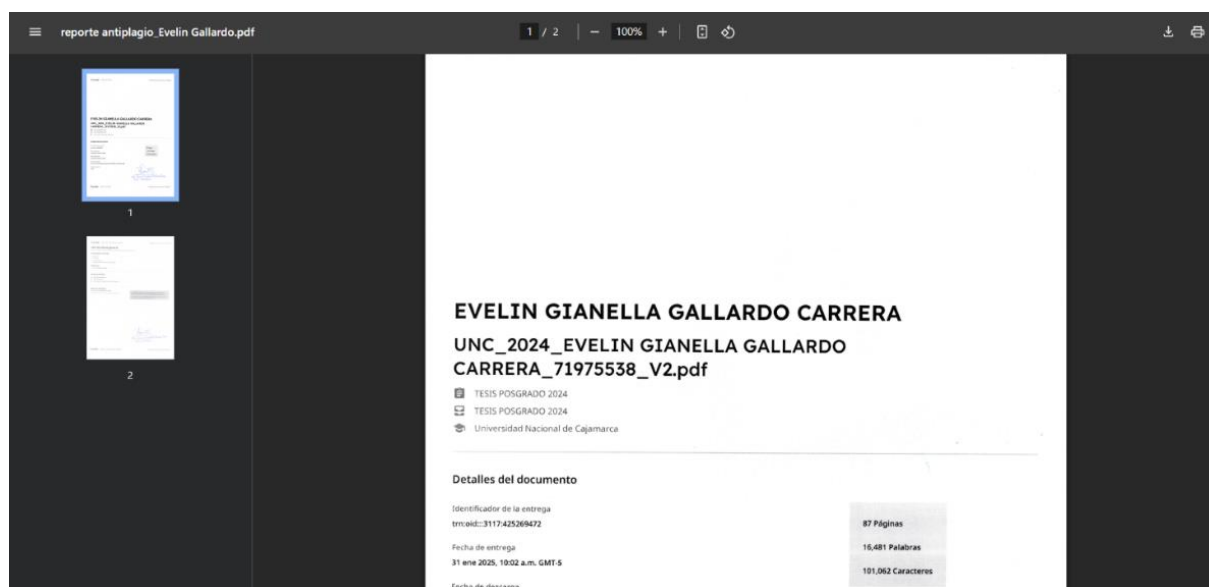 reporte antiplagio_Evelin Gallardo.pdf
1 / 2
100%
1
2
EVELIN GIANELLA GALLARDO CARRERA
UNC_2024_EVELIN GIANELLA GALLARDO
CARRERA_71975538_V2.pdf
TESIS POSGRADO 2024
TESIS POSGRADO 2024
Universidad Nacional de Cajamarca
Detalles del documento
Identificador de la entrega
trn:oid:::3117:425269472
Fecha de entrega
31 ene 2025, 10:02 a.m. GMT-5
Fecha de descarga
87 Páginas
16,481 Palabras
101,062 Caracteres